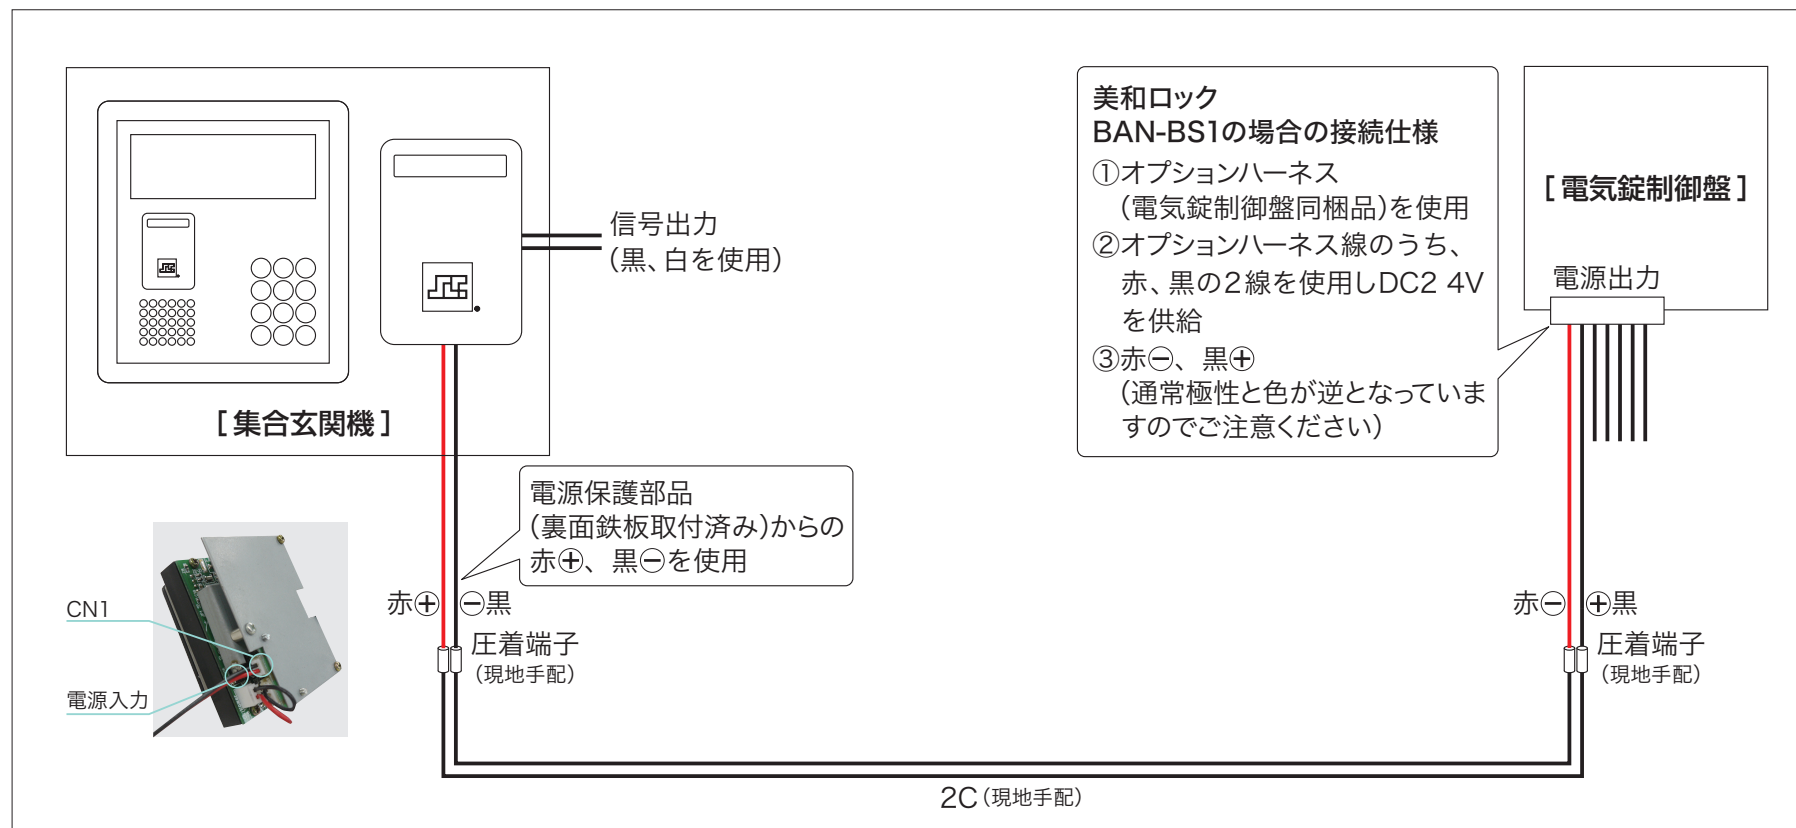 信号出力
（黒、白を使用）
［集合玄関機］
美和ロック
BAN-BS1の場合の接続仕様
①オプションハーネス
（電気錠制御盤同梱品）を使用
②オプションハーネス線のうち、
赤、黒の2線を使用しDC2 4V
を供給
③赤⊖、黒⊕
（通常極性と色が逆となっていま
すのでご注意ください）
［電気錠制御盤］
電源出力
電源保護部品
（裏面鉄板取付済み）からの
赤⊕、黒⊖を使用
CN1
電源入力
赤⊕ ⊖黒
圧着端子
（現地手配）
赤⊖ ⊕黒
圧着端子
（現地手配）
2C（現地手配）